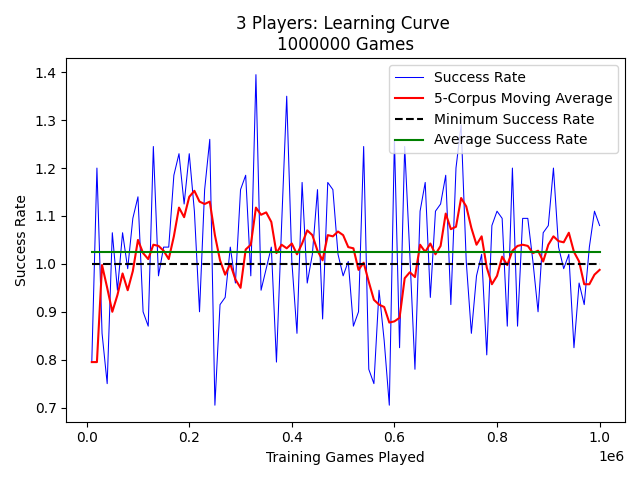 3 Players: Learning Curve
1000000 Games
Success Rate
5-Corpus Moving Average
Minimum Success Rate
Average Success Rate
Success Rate
1.4
1.3
1.2
1.1
1.0
0.9
0.8
0.7
0.0 0.2 0.4 0.6 0.8 1.0
1e6
Training Games Played